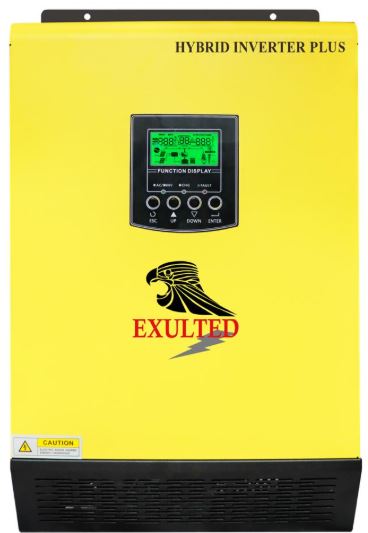 HYBRID INVERTER PLUS
FUNCTION DISPLAY
AC/INV
CHG
FAULT
ESC
UP
DOWN
ENTER
EXULTED
CAUTION